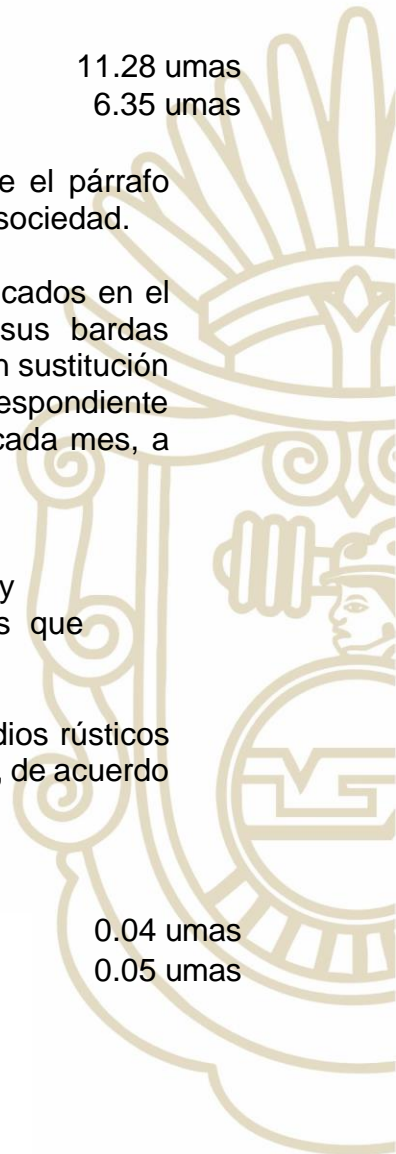 11.28 umas
6.35 umas
e el párrafo
sociedad.
cados en el
sus bardas
n sustitución
espondiente
cada mes, a
y
s que
dios rústicos
, de acuerdo
0.04 umas
0.05 umas